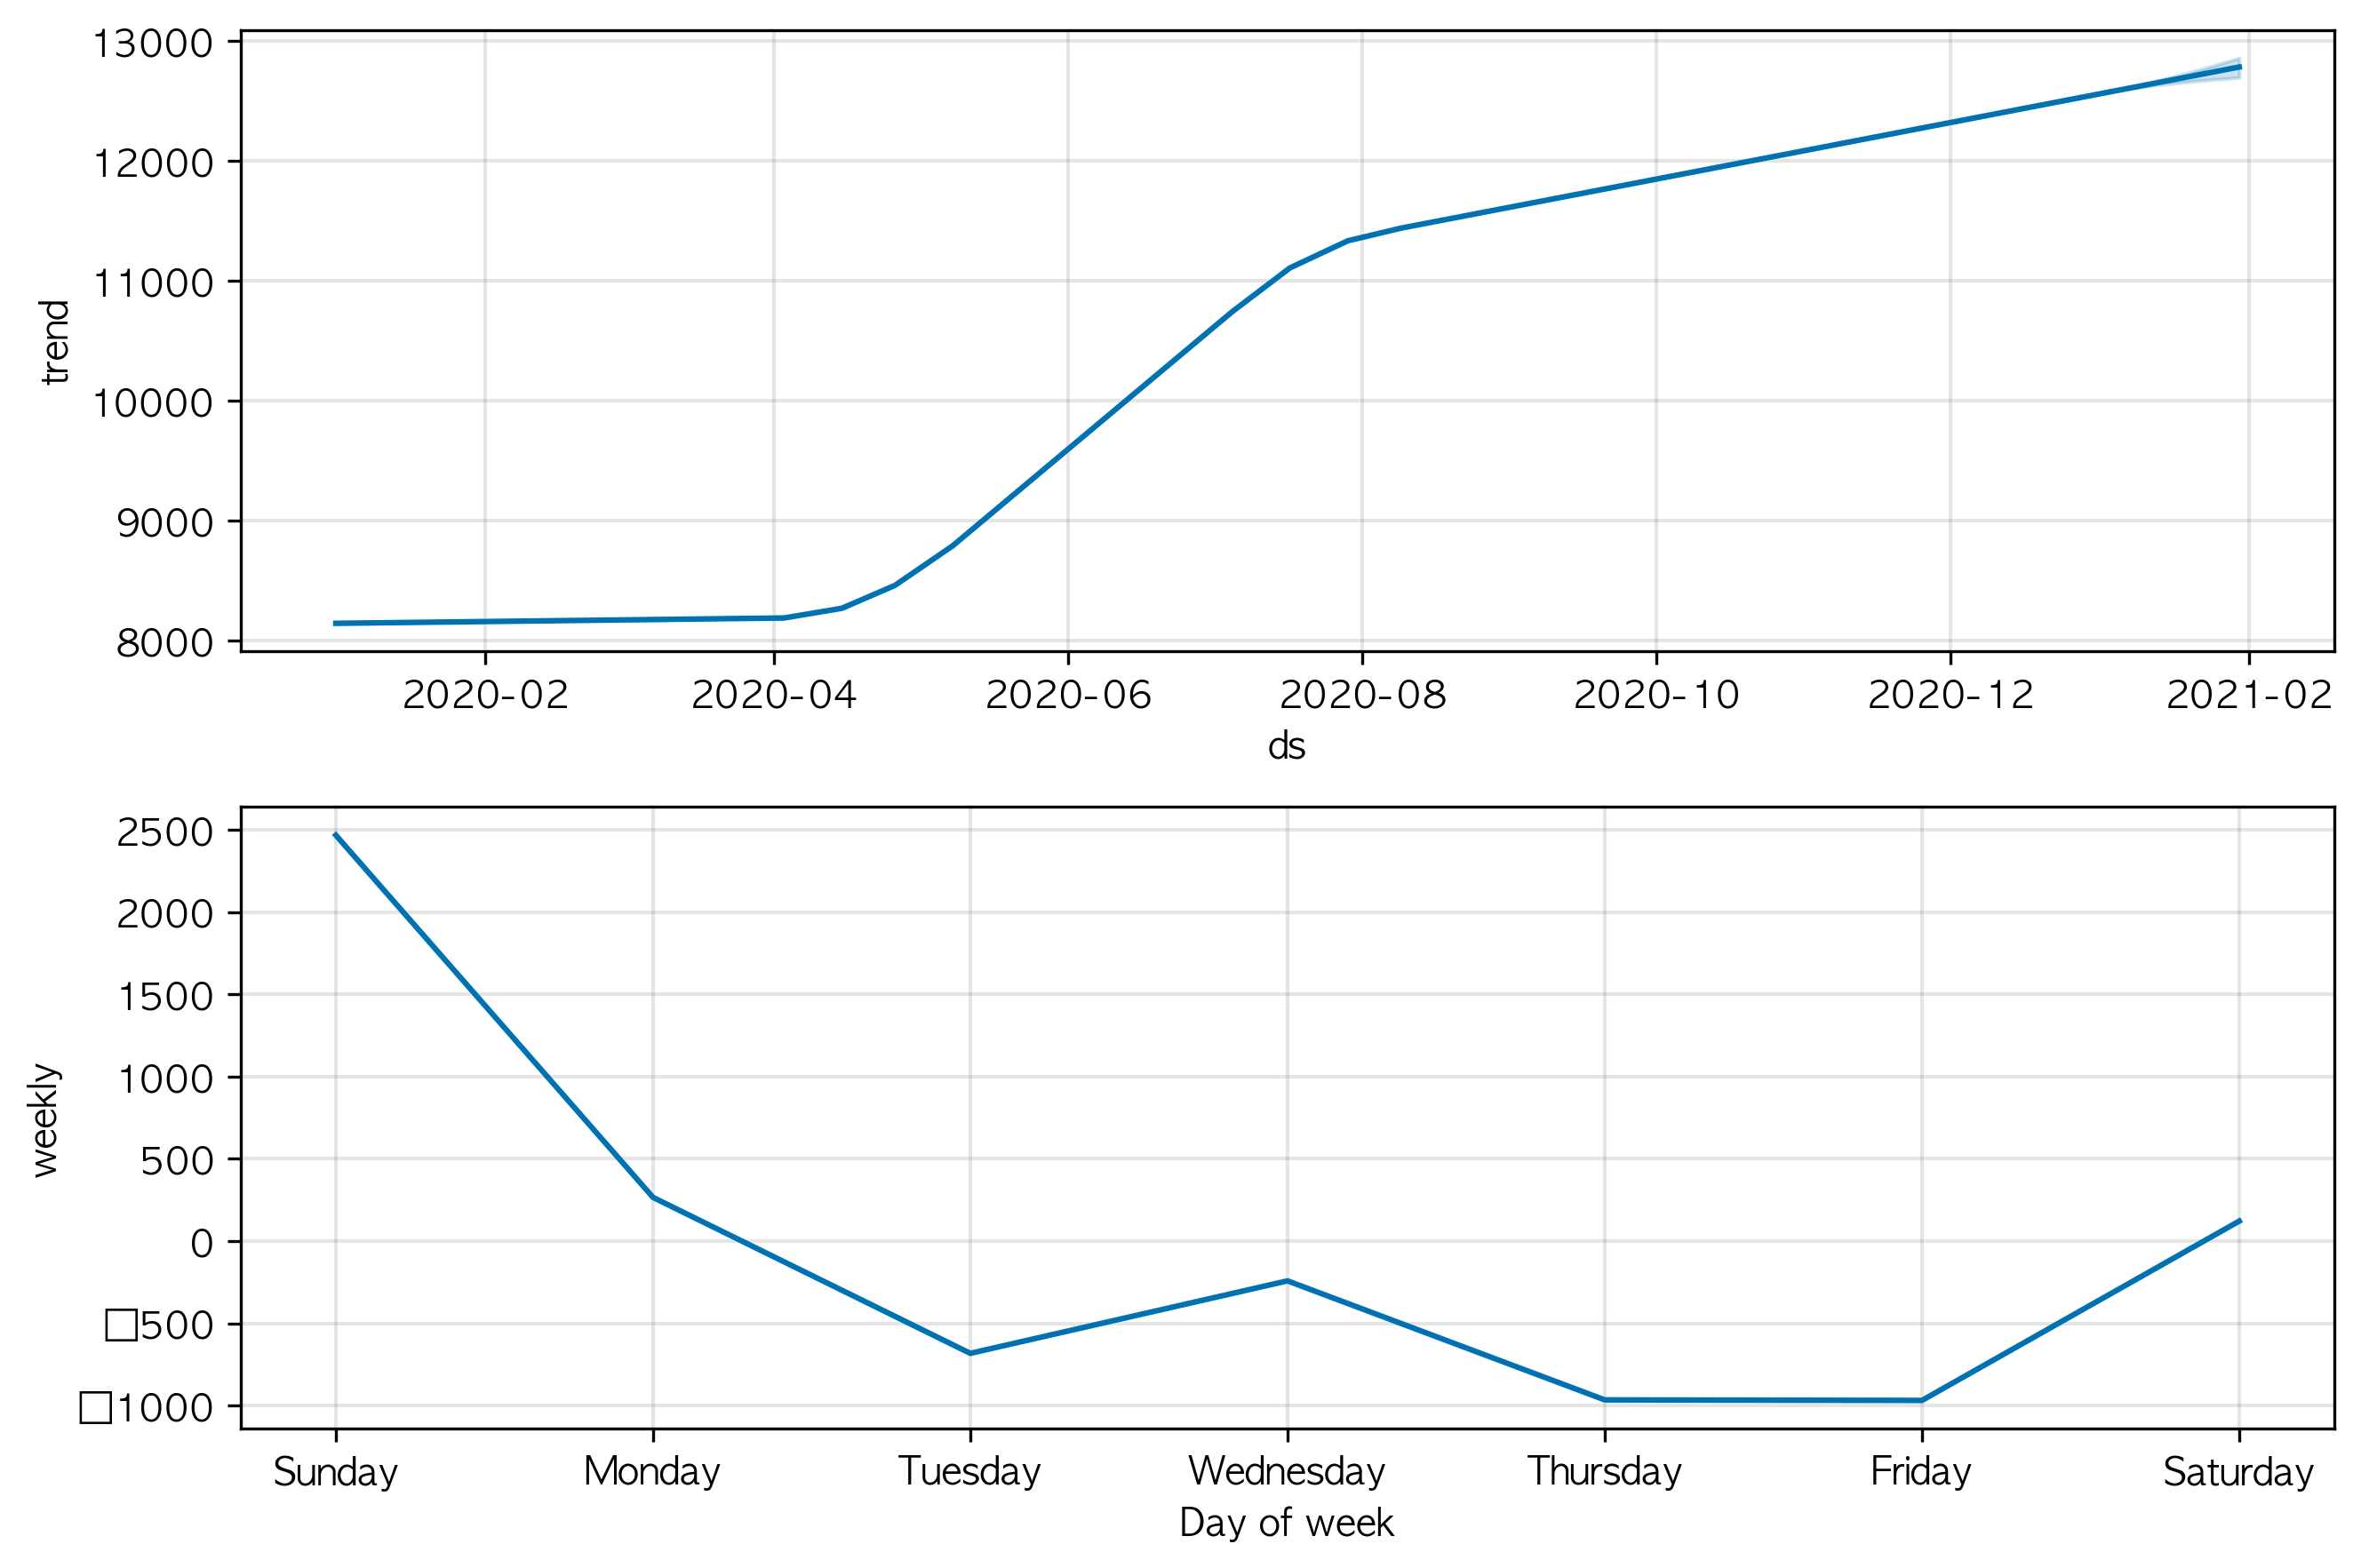 13000
12000
11000
10000
9000
8000
trend
2020-02 2020-04 2020-06 2020-08 2020-10 2020-12 2021-02
ds
2500
2000
1500
1000
500
0
□500
□1000
weekly
Sunday Monday Tuesday Wednesday Thursday Friday Saturday
Day of week